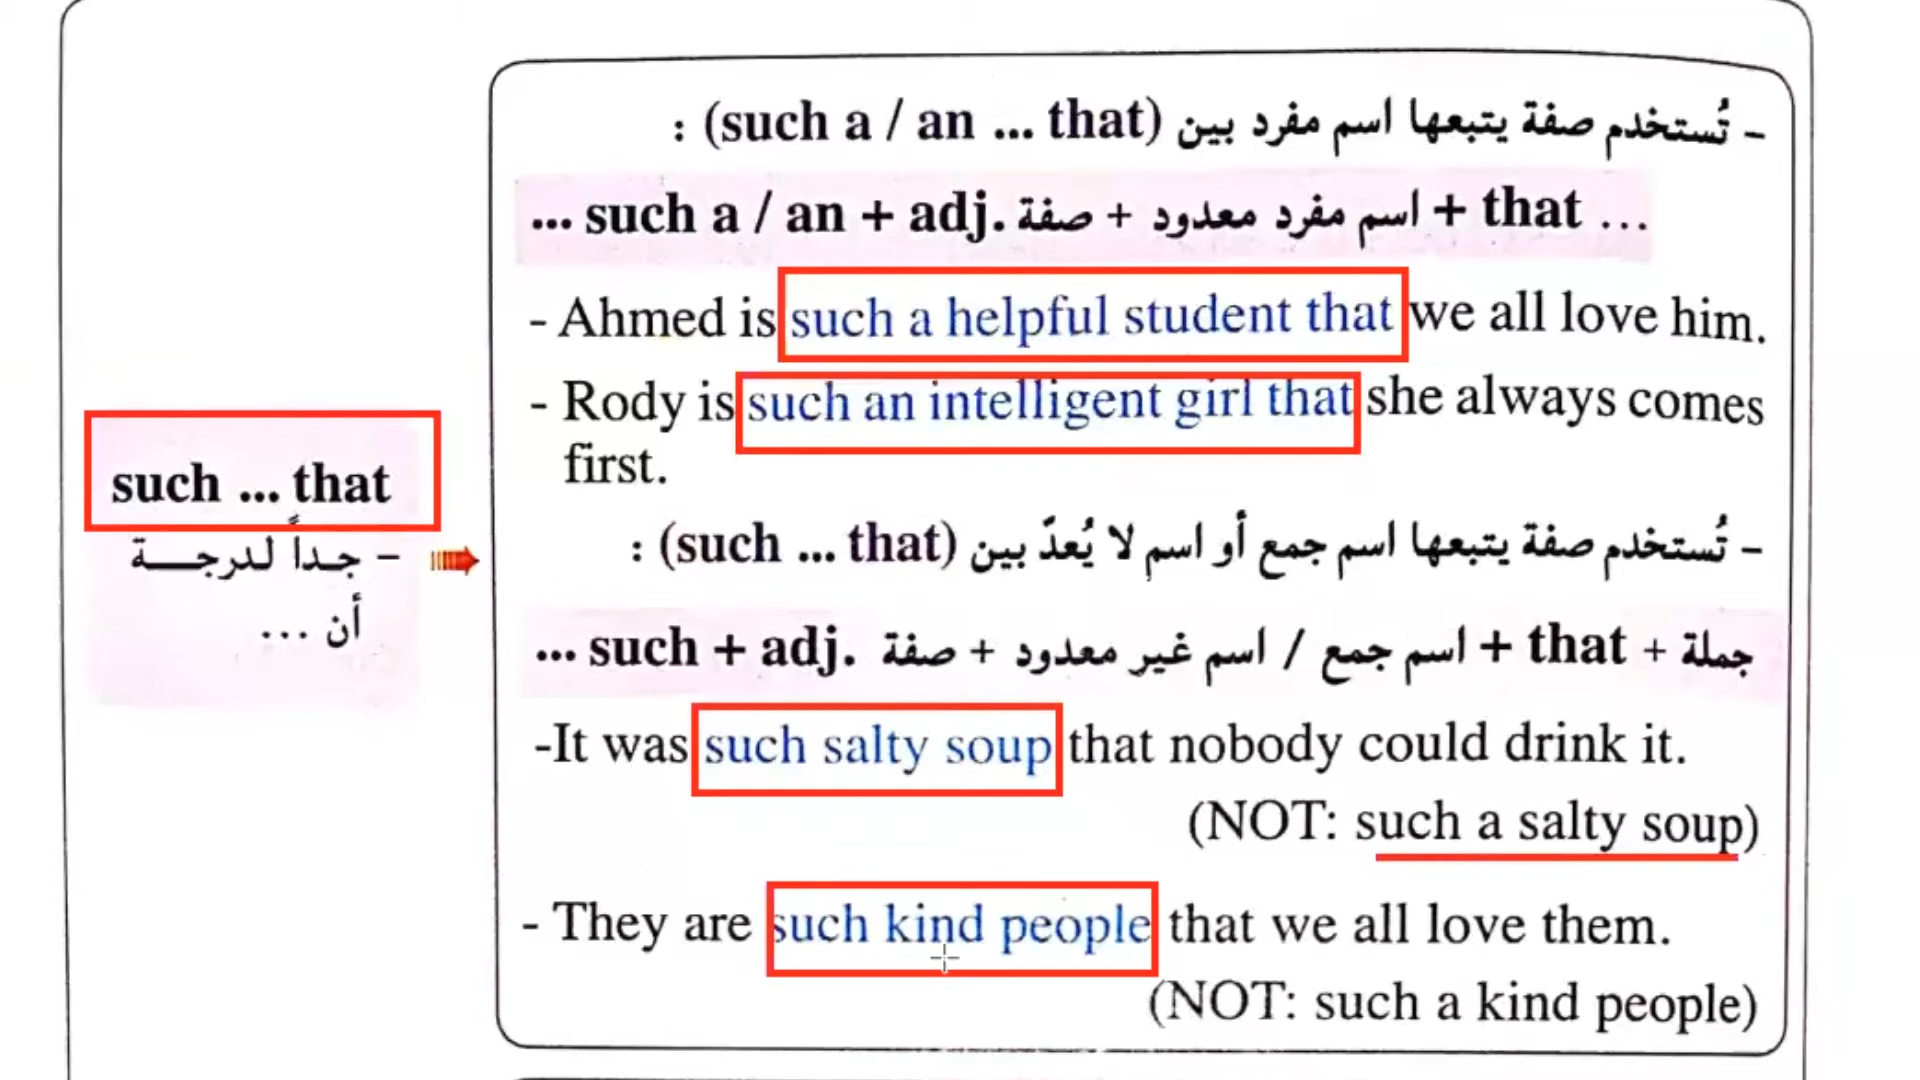 such ... that
– جداً لدرجـــة
أن ...
– تُستخدم صفة يتبعها اسم مفرد بين (such a / an ... that) :
... such a / an + adj. صفة + اسم مفرد معدود + that ...
- Ahmed is such a helpful student that we all love him.
- Rody is such an intelligent girl that she always comes
first.
– تُستخدم صفة يتبعها اسم جمع أو اسم لا يُعدّ بين (such ... that) :
... such + adj. صفة + اسم غير معدود / اسم جمع + that + جملة
-It was such salty soup that nobody could drink it.
(NOT: such a salty soup)
- They are such kind people that we all love them.
(NOT: such a kind people)